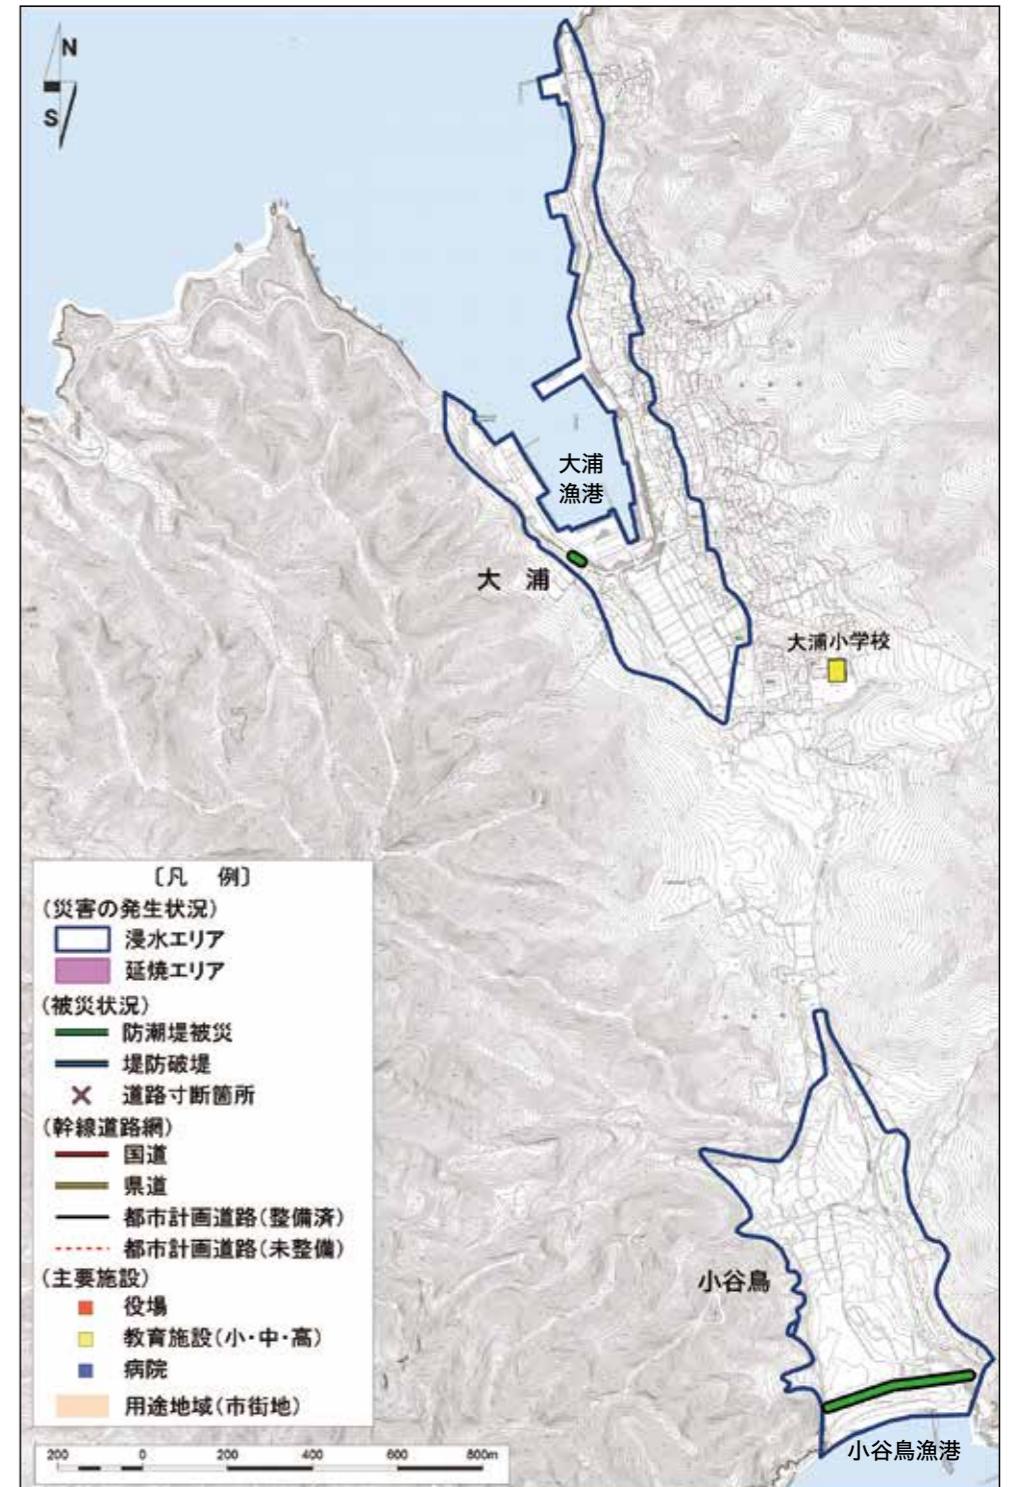 N
S
大浦
漁港
大 浦
大浦小学校
〔凡 例〕
(災害の発生状況)
浸水エリア
延焼エリア
(被災状況)
防潮堤被災
堤防破堤
道路寸断箇所
(幹線道路網)
国道
県道
都市計画道路(整備済)
都市計画道路(未整備)
(主要施設)
役場
教育施設(小・中・高)
病院
用途地域(市街地)
小谷鳥
200 0 200 400 600 800m
小谷鳥漁港